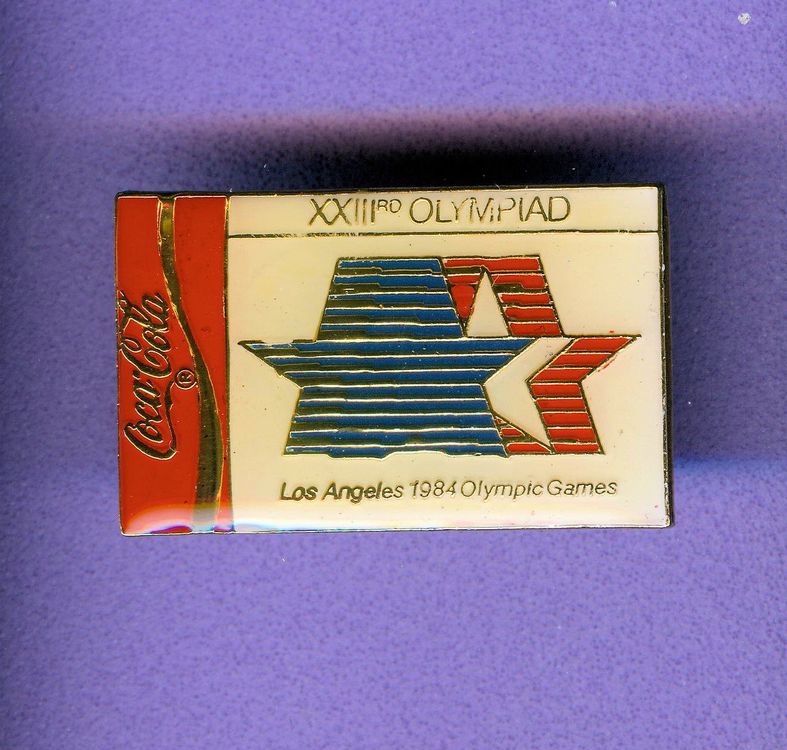 XXIIIRD OLYMPIAD
Coca-Cola ®
Los Angeles 1984 Olympic Games